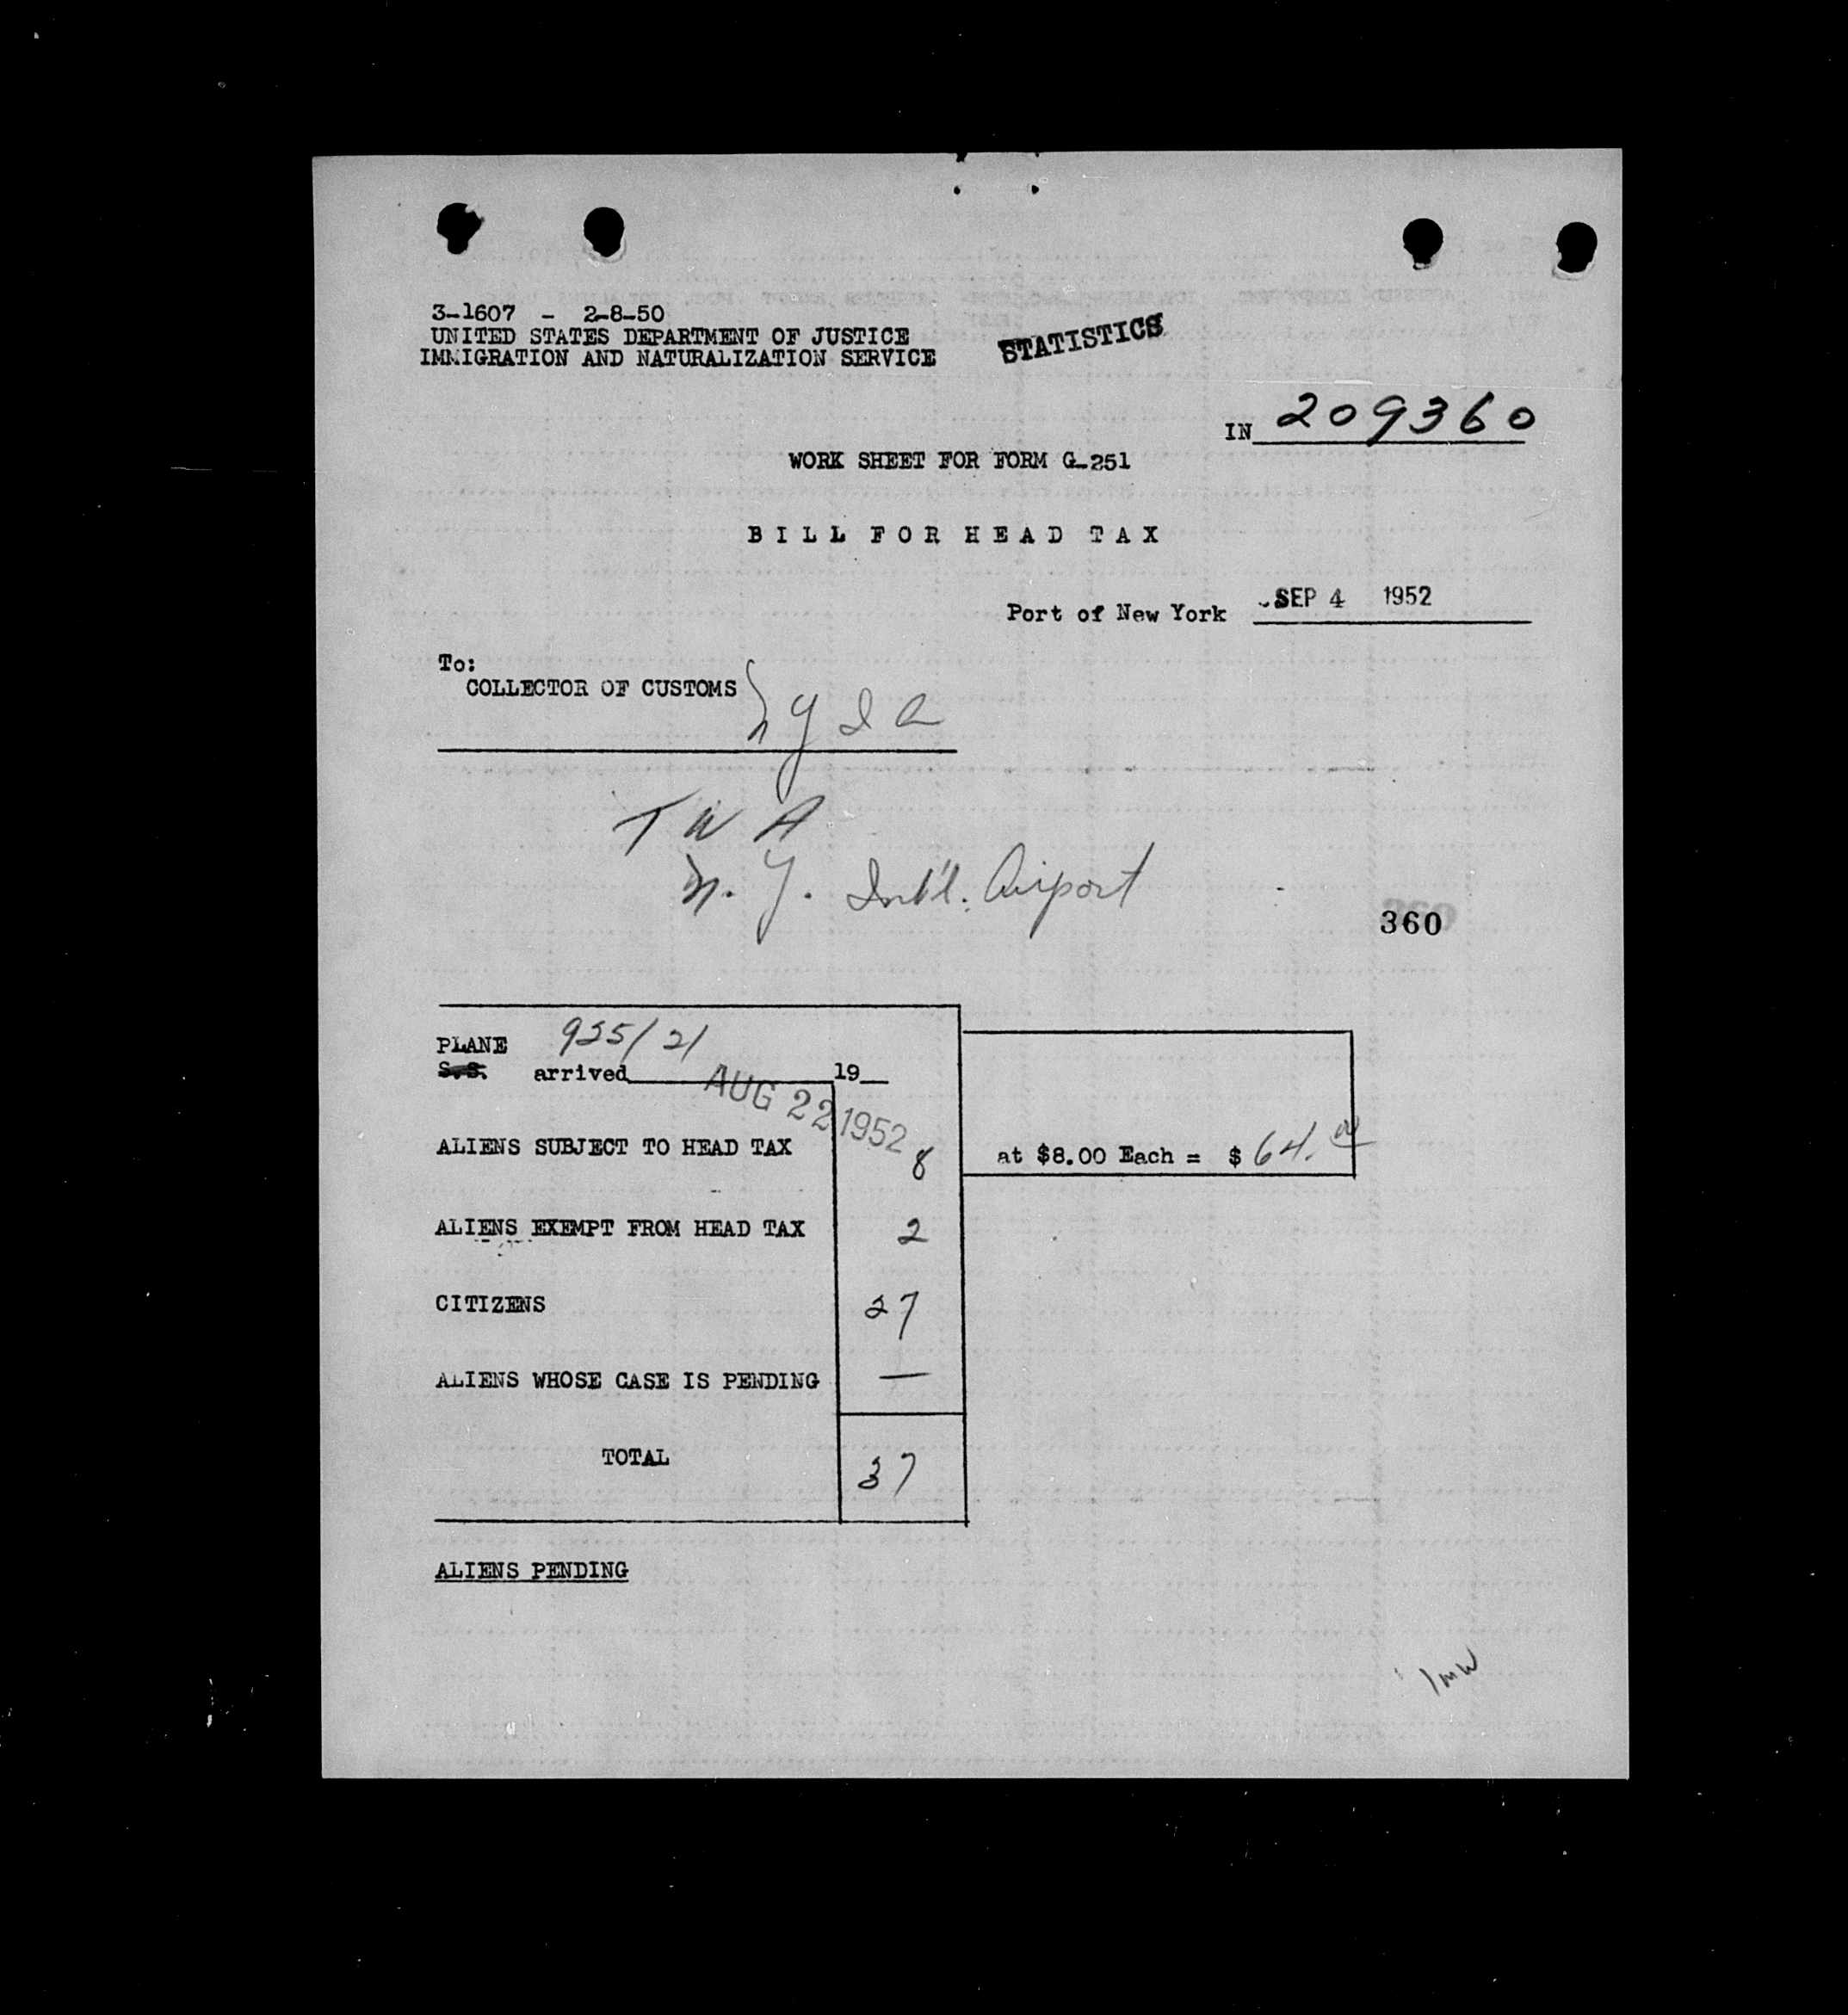 3-1607 - 2-8-50
UNITED STATES DEPARTMENT OF JUSTICE
IMMIGRATION AND NATURALIZATION SERVICE
STATISTICS
IN 209360
WORK SHEET FOR FORM G-251
BILL FOR HEAD TAX
Port of New York SEP 4 1952
To:
COLLECTOR OF CUSTOMS
TWA
N.Y. Int'l. Airport
360
PLANE 925/21
S.S. arrived 19
AUG 22 1952
ALIENS SUBJECT TO HEAD TAX 8 at $8.00 Each = $ 64.00
ALIENS EXEMPT FROM HEAD TAX 2
CITIZENS 27
ALIENS WHOSE CASE IS PENDING —
TOTAL 37
ALIENS PENDING